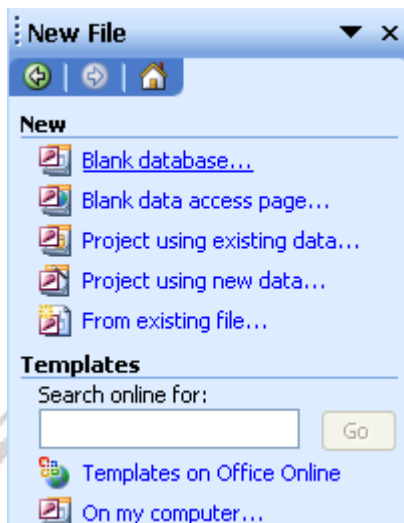 New File
New
Blank database...
Blank data access page...
Project using existing data...
Project using new data...
From existing file...
Templates
Search online for:
Go
Templates on Office Online
On my computer...